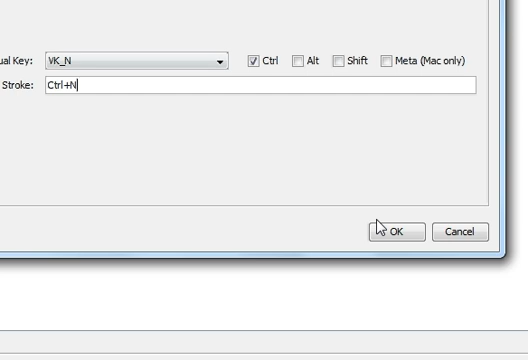 ual Key: VK_N Ctrl Alt Shift Meta (Mac only)
Stroke: Ctrl+N
OK Cancel